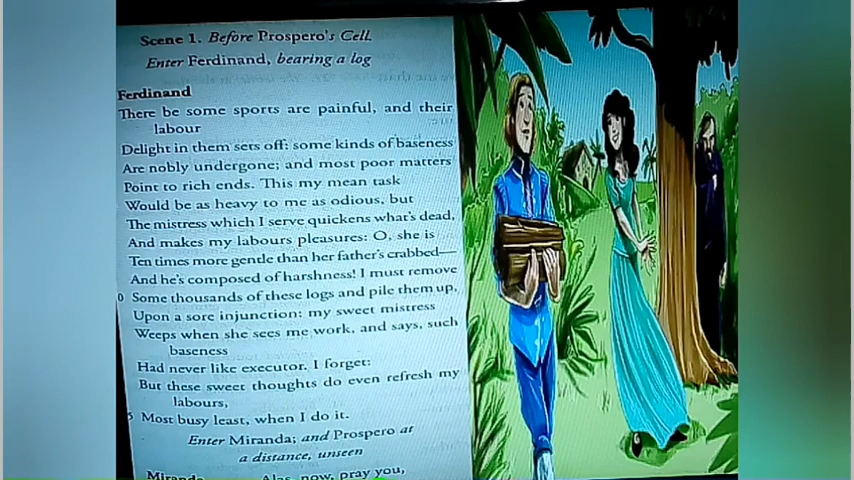 Scene 1. Before Prospero's Cell.
Enter Ferdinand, bearing a log
Ferdinand
There be some sports are painful, and their
labour
Delight in them sets off: some kinds of baseness
Are nobly undergone; and most poor matters
Point to rich ends. This my mean task
Would be as heavy to me as odious, but
The mistress which I serve quickens what's dead,
And makes my labours pleasures: O, she is
Ten times more gentle than her father's crabbed—
And he's composed of harshness! I must remove
0 Some thousands of these logs and pile them up,
Upon a sore injunction: my sweet mistress
Weeps when she sees me work, and says, such
baseness
Had never like executor. I forget:
But these sweet thoughts do even refresh my
labours,
5 Most busy least, when I do it.
Enter Miranda; and Prospero at
a distance, unseen
Miranda Alas, now, pray you,